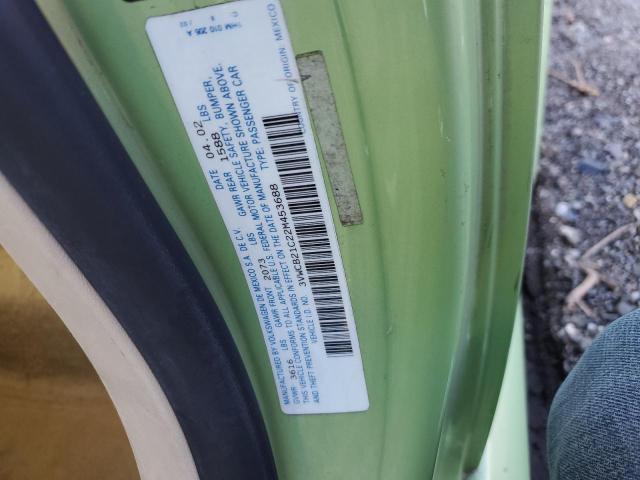 MANUFACTURED BY VOLKSWAGEN DE MEXICO S.A. DE C.V. DATE 04.02
GVWR 3616 LBS GAWR FRONT 2073 LBS GAWR REAR 1588 LBS
THIS VEHICLE CONFORMS TO ALL APPLICABLE U.S. FEDERAL MOTOR VEHICLE SAFETY, BUMPER,
AND THEFT PREVENTION STANDARDS IN EFFECT ON THE DATE OF MANUFACTURE SHOWN ABOVE.
VEHICLE I.D. NO. 3VWCB21C22M453688 TYPE: PASSENGER CAR
COUNTRY OF ORIGIN: MEXICO
010 206 A